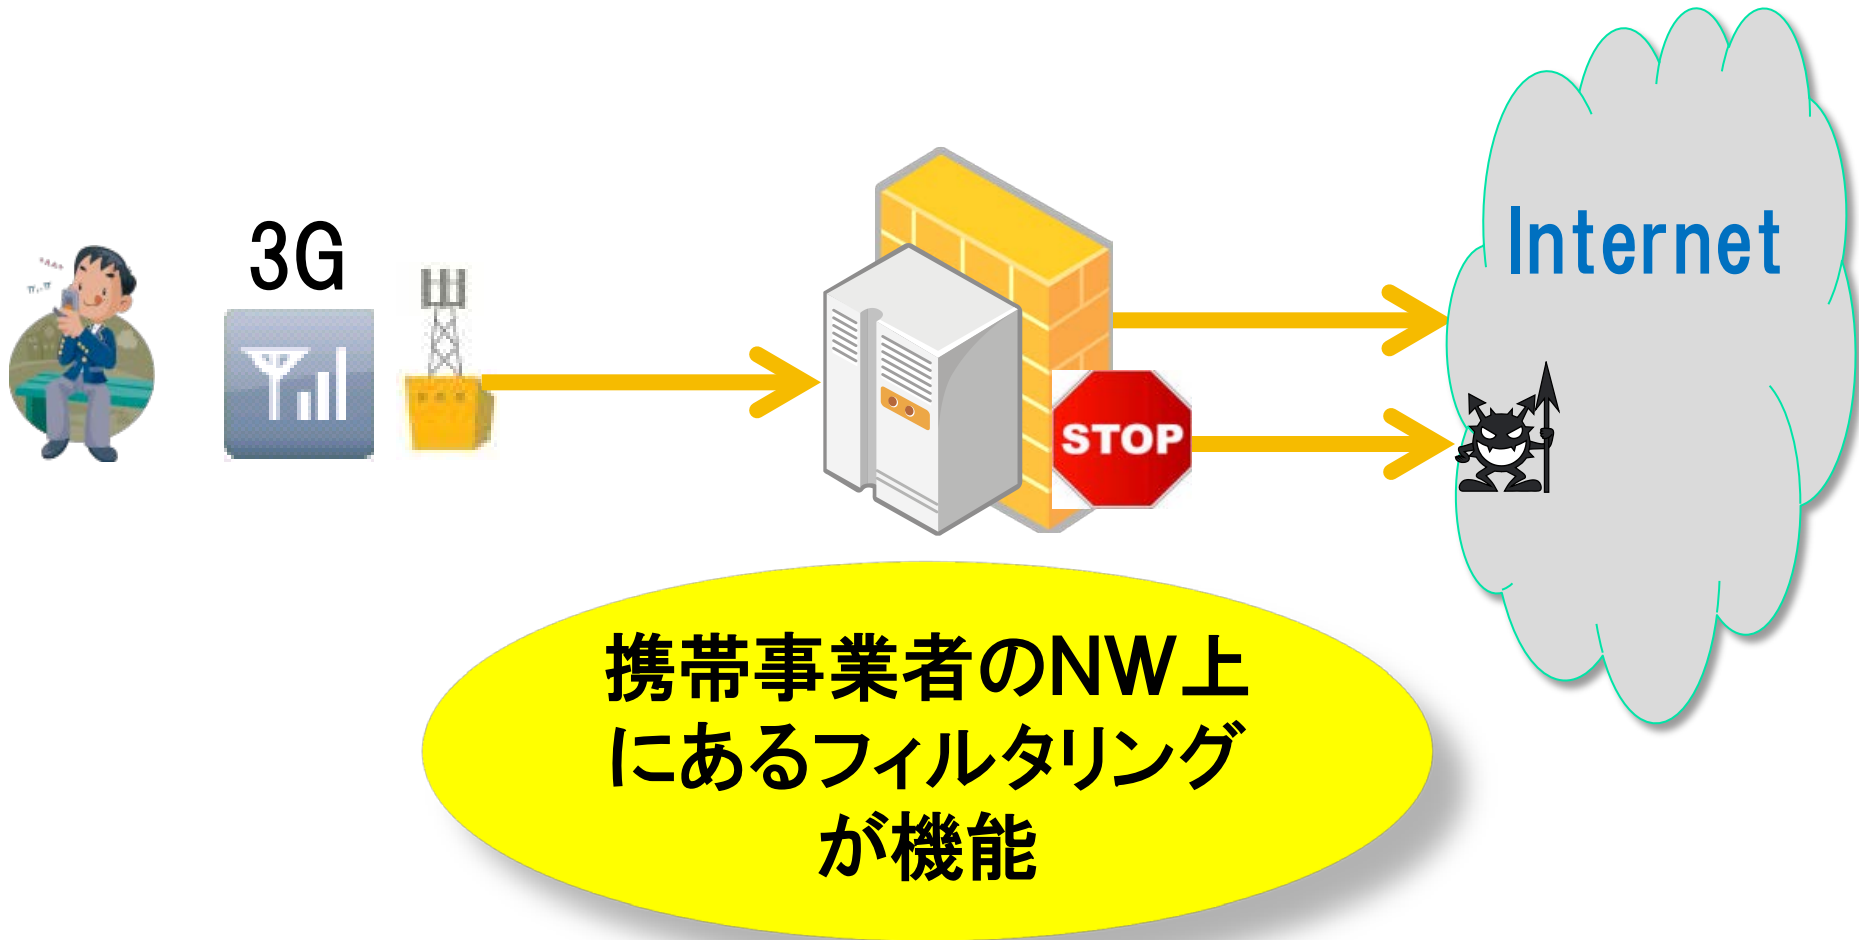 3G
Internet
STOP
携帯事業者のNW上
にあるフィルタリング
が機能